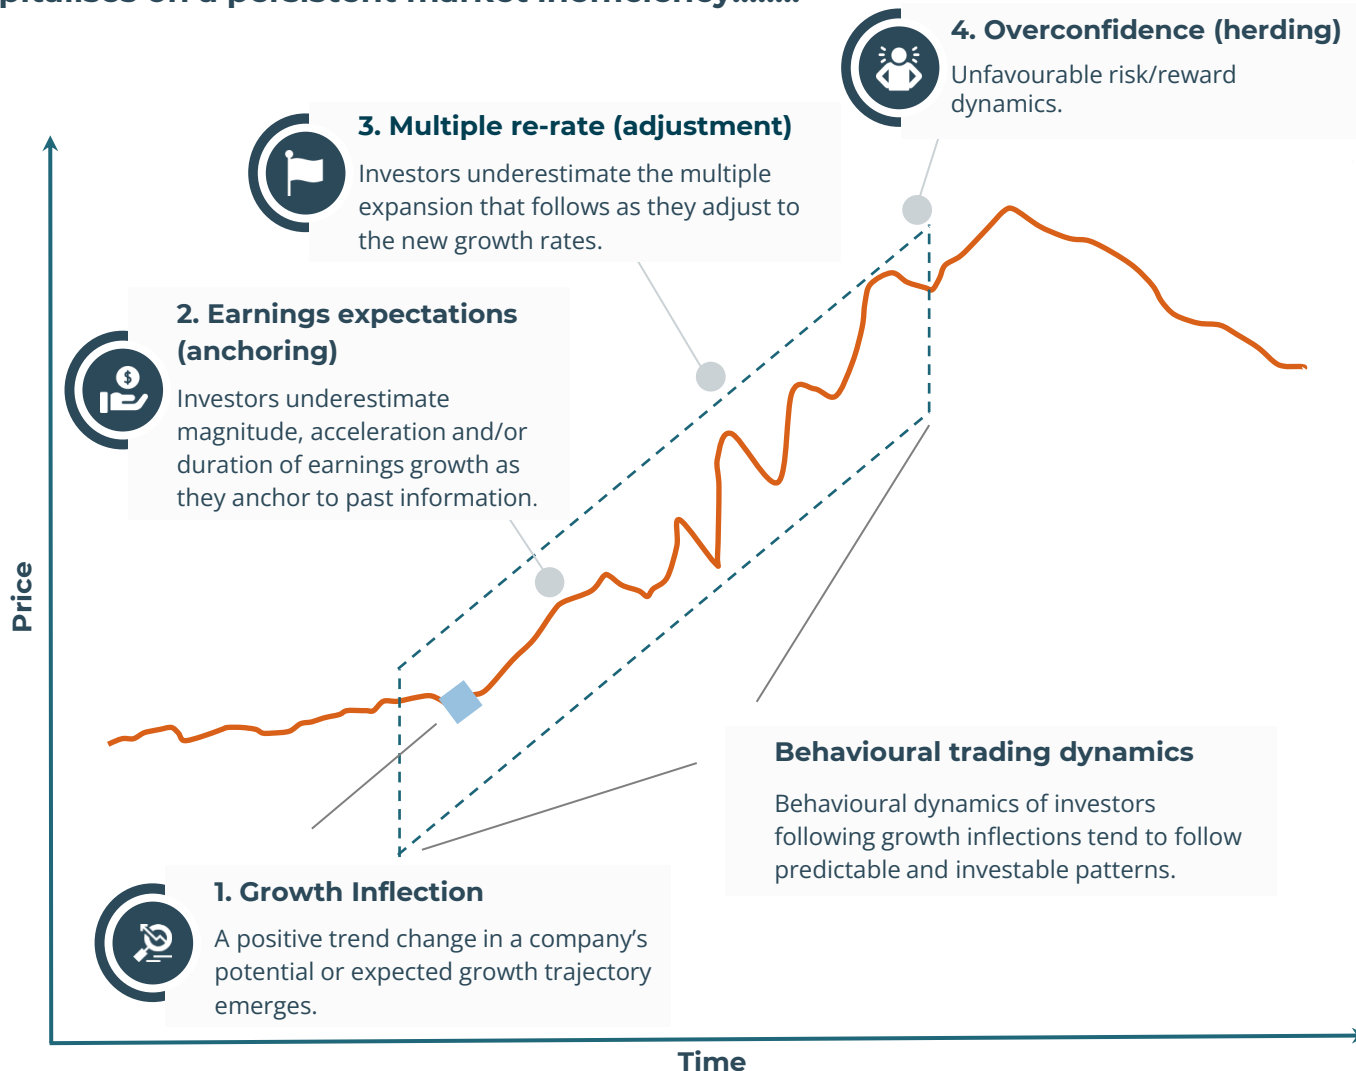 on a persistent market inefficiency........
4. Overconfidence (herding)
Unfavourable risk/reward
dynamics.
3. Multiple re-rate (adjustment)
Investors underestimate the multiple
expansion that follows as they adjust to
the new growth rates.
2. Earnings expectations
(anchoring)
$
Investors underestimate
magnitude, acceleration and/or
duration of earnings growth as
they anchor to past information.
Price
Behavioural trading dynamics
Behavioural dynamics of investors
following growth inflections tend to follow
predictable and investable patterns.
1. Growth Inflection
A positive trend change in a company’s
potential or expected growth trajectory
emerges.
Time